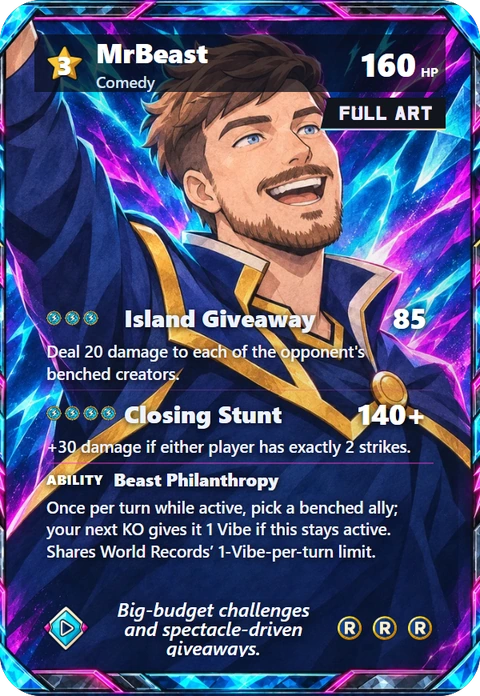 3 MrBeast 160 HP
Comedy
FULL ART
Island Giveaway 85
Deal 20 damage to each of the opponent's
benched creators.
Closing Stunt 140+
+30 damage if either player has exactly 2 strikes.
ABILITY Beast Philanthropy
Once per turn while active, pick a benched ally;
your next KO gives it 1 Vibe if this stays active.
Shares World Records’ 1-Vibe-per-turn limit.
Big-budget challenges
and spectacle-driven
giveaways.
R R R